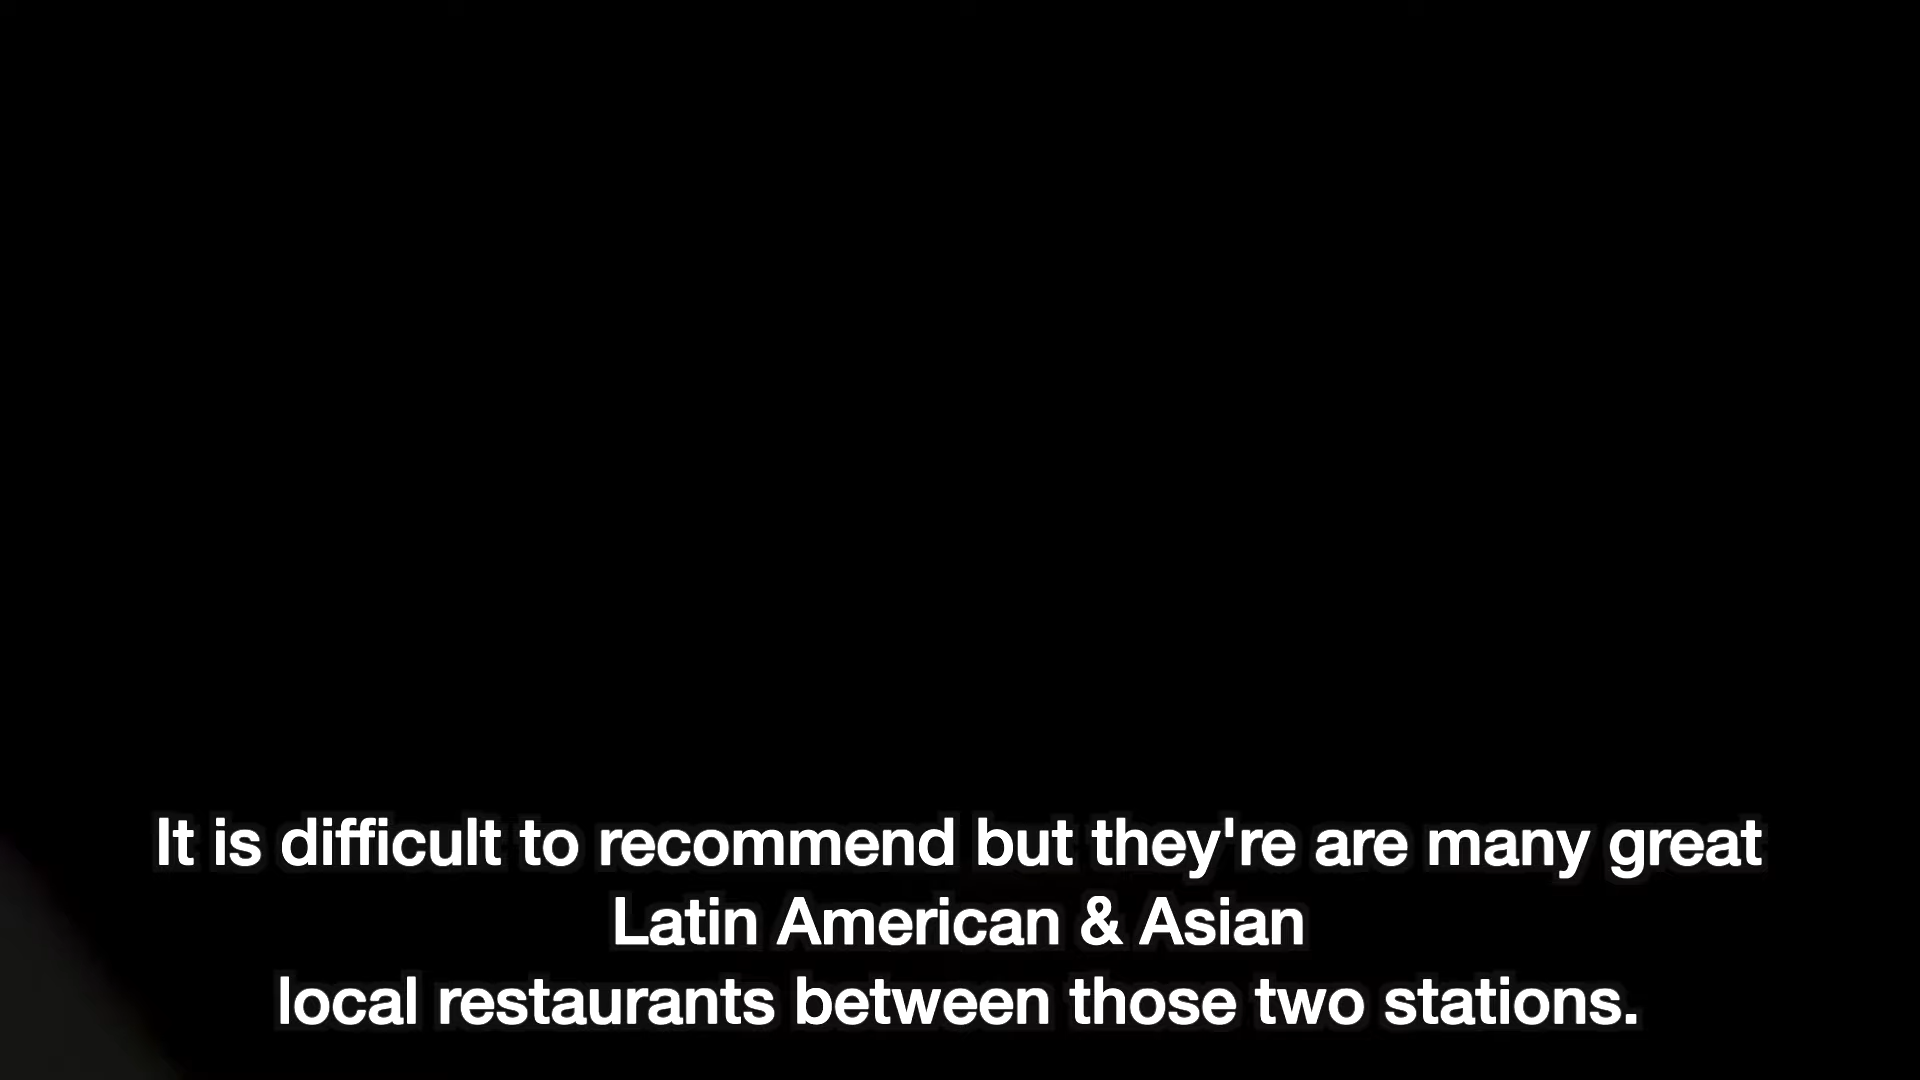 It is difficult to recommend but they're are many great
Latin American & Asian
local restaurants between those two stations.